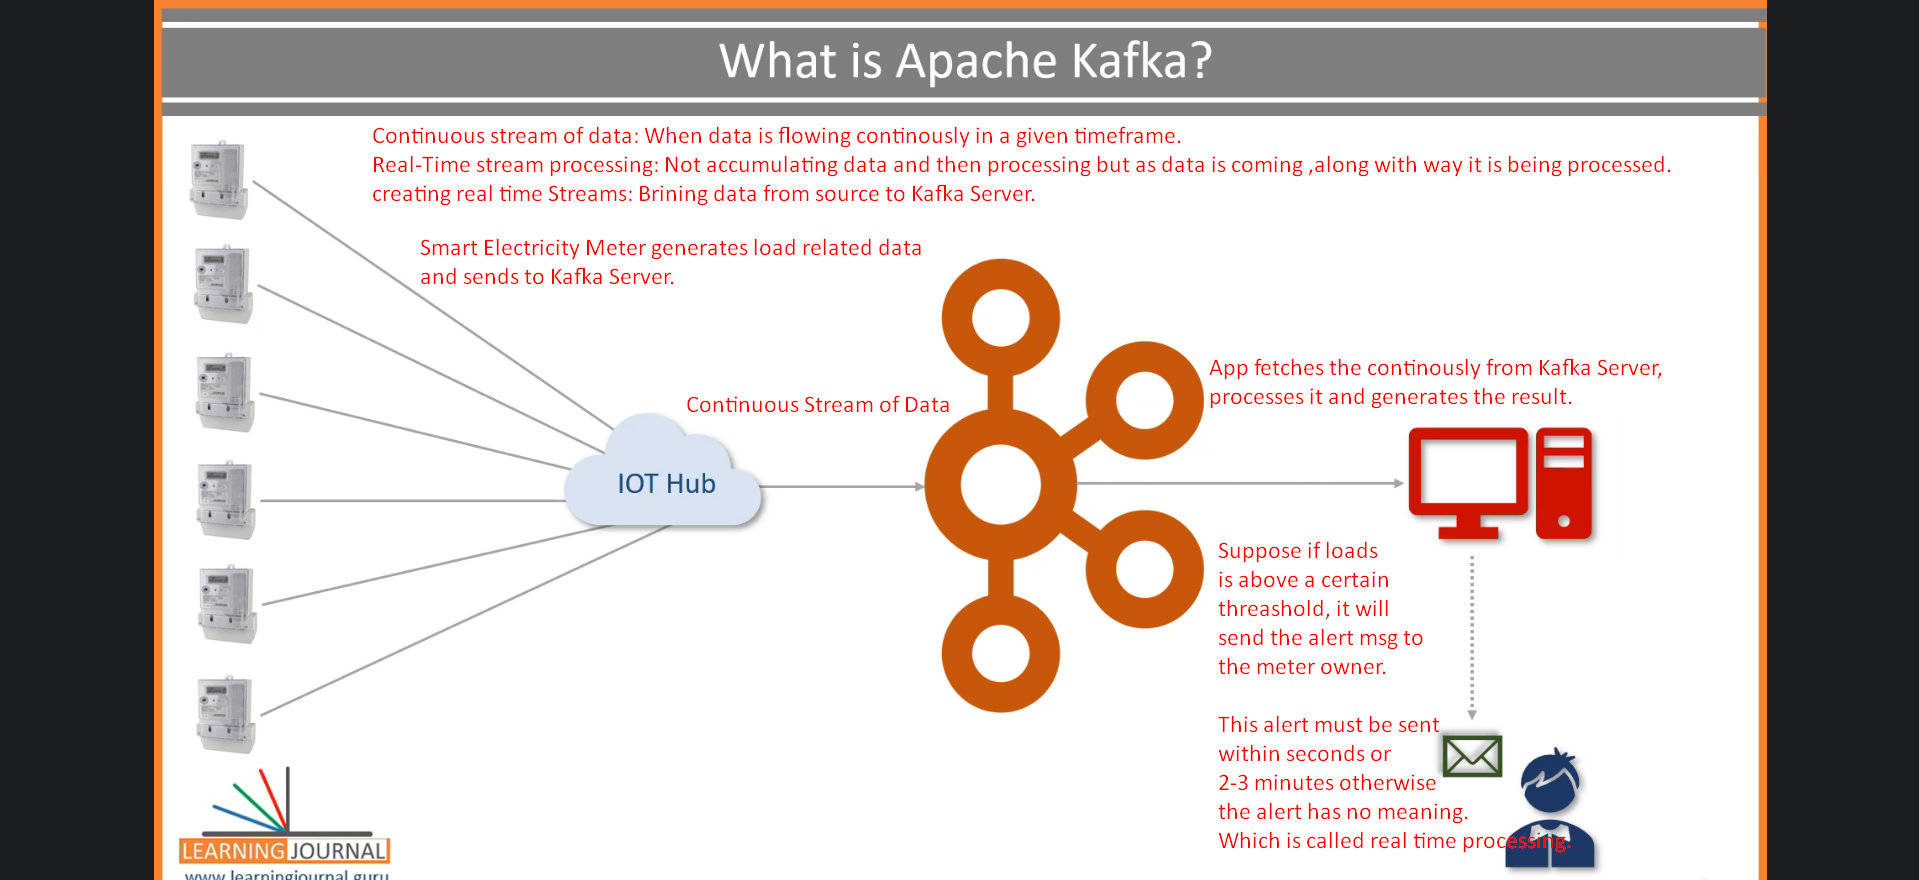 What is Apache Kafka?
Continuous stream of data: When data is flowing continously in a given timeframe.
Real-Time stream processing: Not accumulating data and then processing but as data is coming ,along with way it is being processed.
creating real time Streams: Brining data from source to Kafka Server.
Smart Electricity Meter generates load related data
and sends to Kafka Server.
Continuous Stream of Data
IOT Hub
App fetches the continously from Kafka Server,
processes it and generates the result.
Suppose if loads
is above a certain
threashold, it will
send the alert msg to
the meter owner.
This alert must be sent
within seconds or
2-3 minutes otherwise
the alert has no meaning.
Which is called real time processing.
LEARNING JOURNAL
www.learningjournal.guru